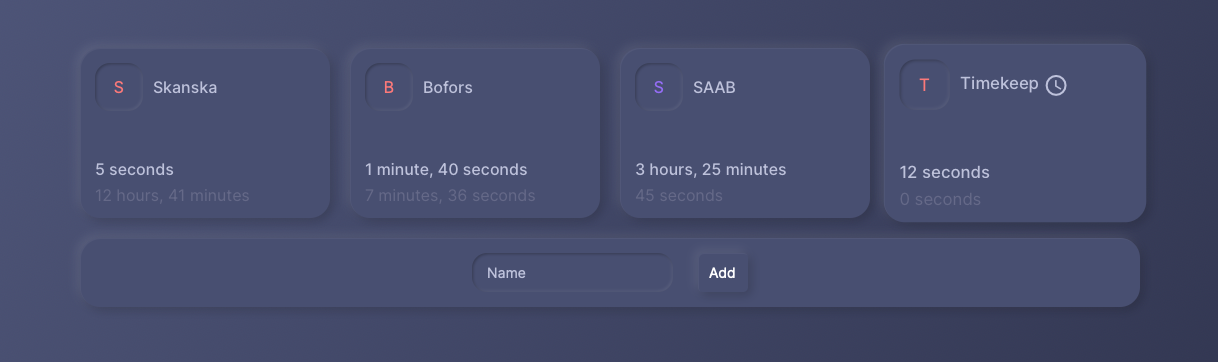 S Skanska
5 seconds
12 hours, 41 minutes
B Bofors
1 minute, 40 seconds
7 minutes, 36 seconds
S SAAB
3 hours, 25 minutes
45 seconds
T Timekeep
12 seconds
0 seconds
Name Add